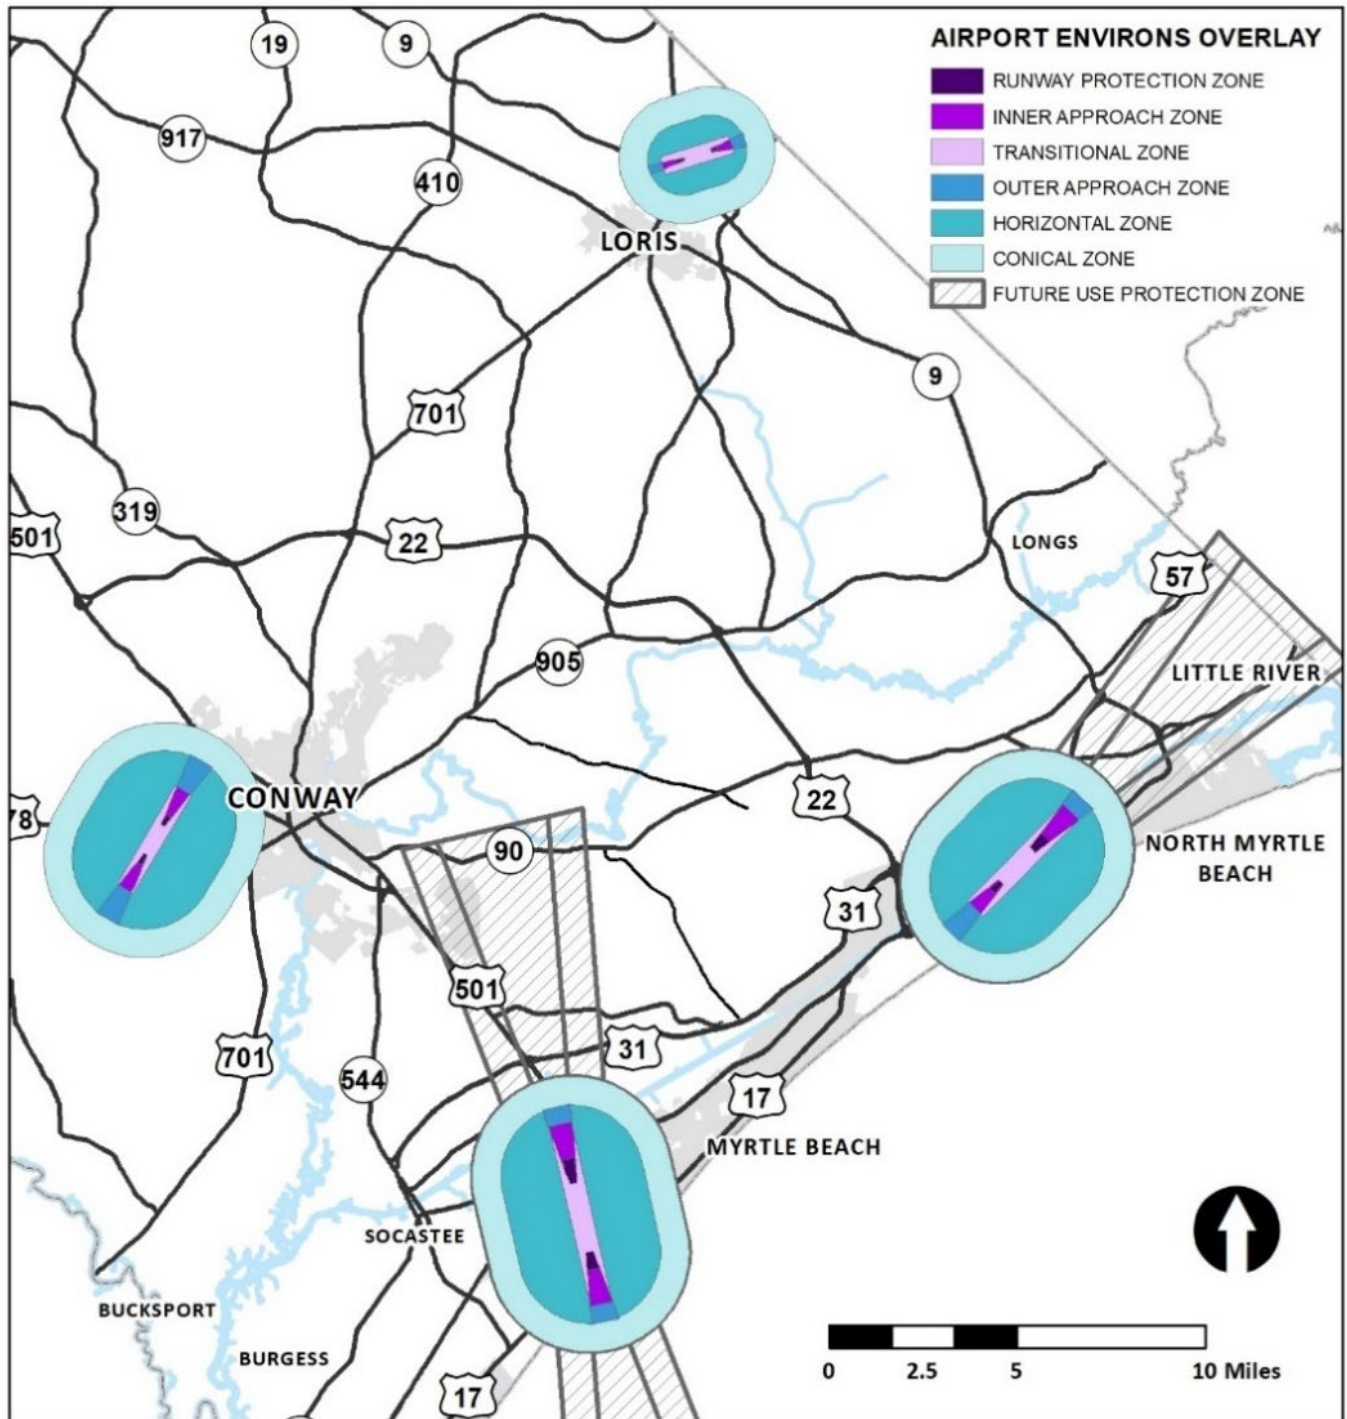 AIRPORT ENVIRONS OVERLAY
RUNWAY PROTECTION ZONE
INNER APPROACH ZONE
TRANSITIONAL ZONE
OUTER APPROACH ZONE
HORIZONTAL ZONE
CONICAL ZONE
FUTURE USE PROTECTION ZONE
19
9
917
410
LORIS
9
701
319
501
22
LONGS
57
905
LITTLE RIVER
CONWAY
78
22
90
NORTH MYRTLE
BEACH
31
501
31
701
544
17
MYRTLE BEACH
SOCASTEE
BUCKSPORT
BURGESS
17
0 2.5 5 10 Miles